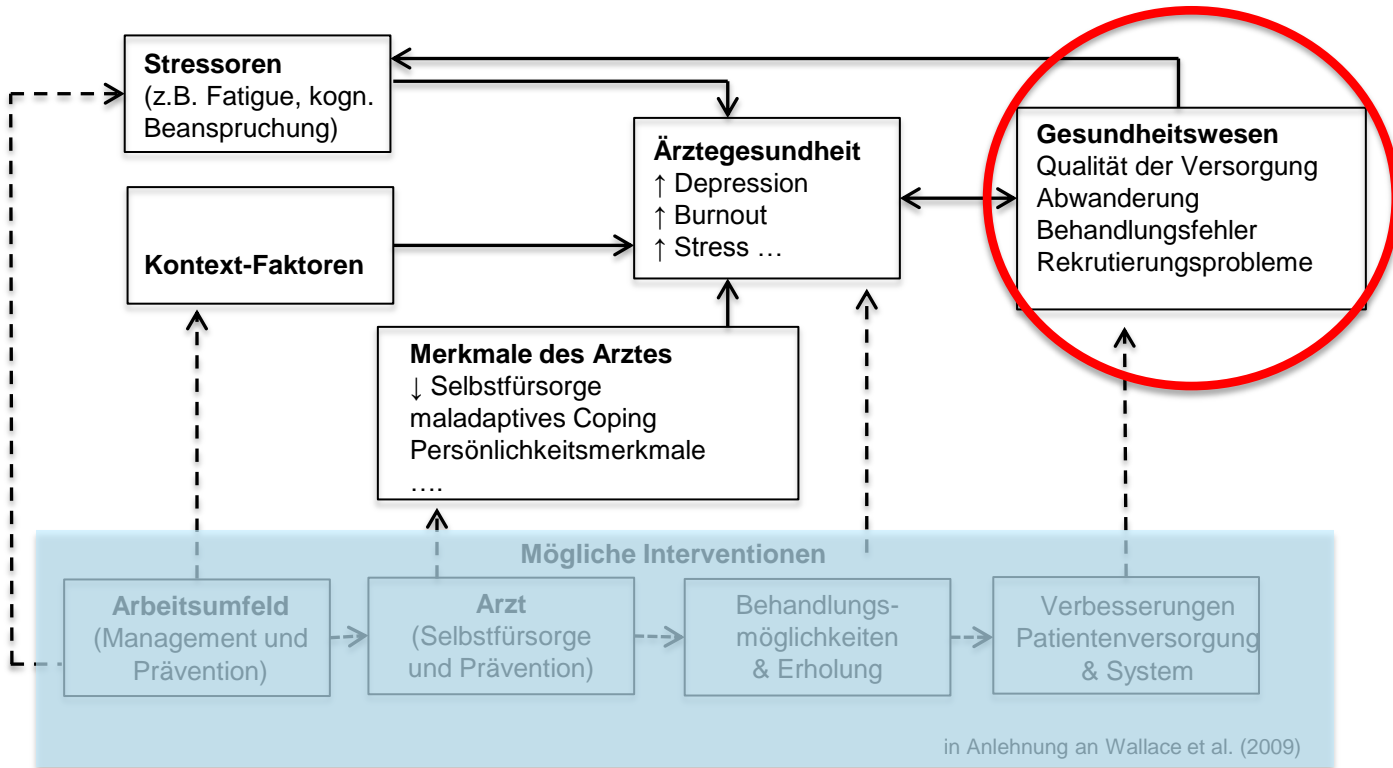 Stressoren
(z.B. Fatigue, kogn.
Beanspruchung)
Ärztegesundheit
↑ Depression
↑ Burnout
↑ Stress …
Gesundheitswesen
Qualität der Versorgung
Abwanderung
Behandlungsfehler
Rekrutierungsprobleme
Kontext-Faktoren
Merkmale des Arztes
↓ Selbstfürsorge
maladaptives Coping
Persönlichkeitsmerkmale
….
Mögliche Interventionen
Arbeitsumfeld
(Management und
Prävention)
Arzt
(Selbstfürsorge
und Prävention)
Behandlungs-
möglichkeiten
& Erholung
Verbesserungen
Patientenversorgung
& System
in Anlehnung an Wallace et al. (2009)